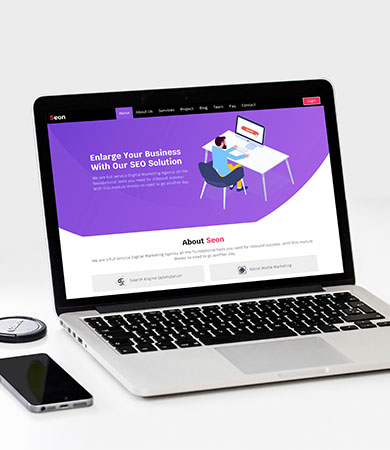 Seon
Home About Us Services Project Blog Team Faq Contact
Login
Enlarge Your Business
With Our SEO Solution
We are full service Digital Marketing Agency all the
foundational tools you need for inbound success.
With this module theres no need to go another day.
About Seon
We are a full service Digital Marketing Agency all the foundational tools you need for inbound success. With this module
theres no need to go another day.
Search Engine Optimization
Social Media Marketing